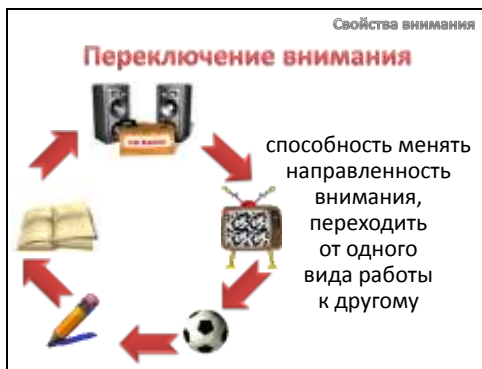 Свойства внимания
Переключение внимания
способность менять
направленность
внимания,
переходить
от одного
вида работы
к другому